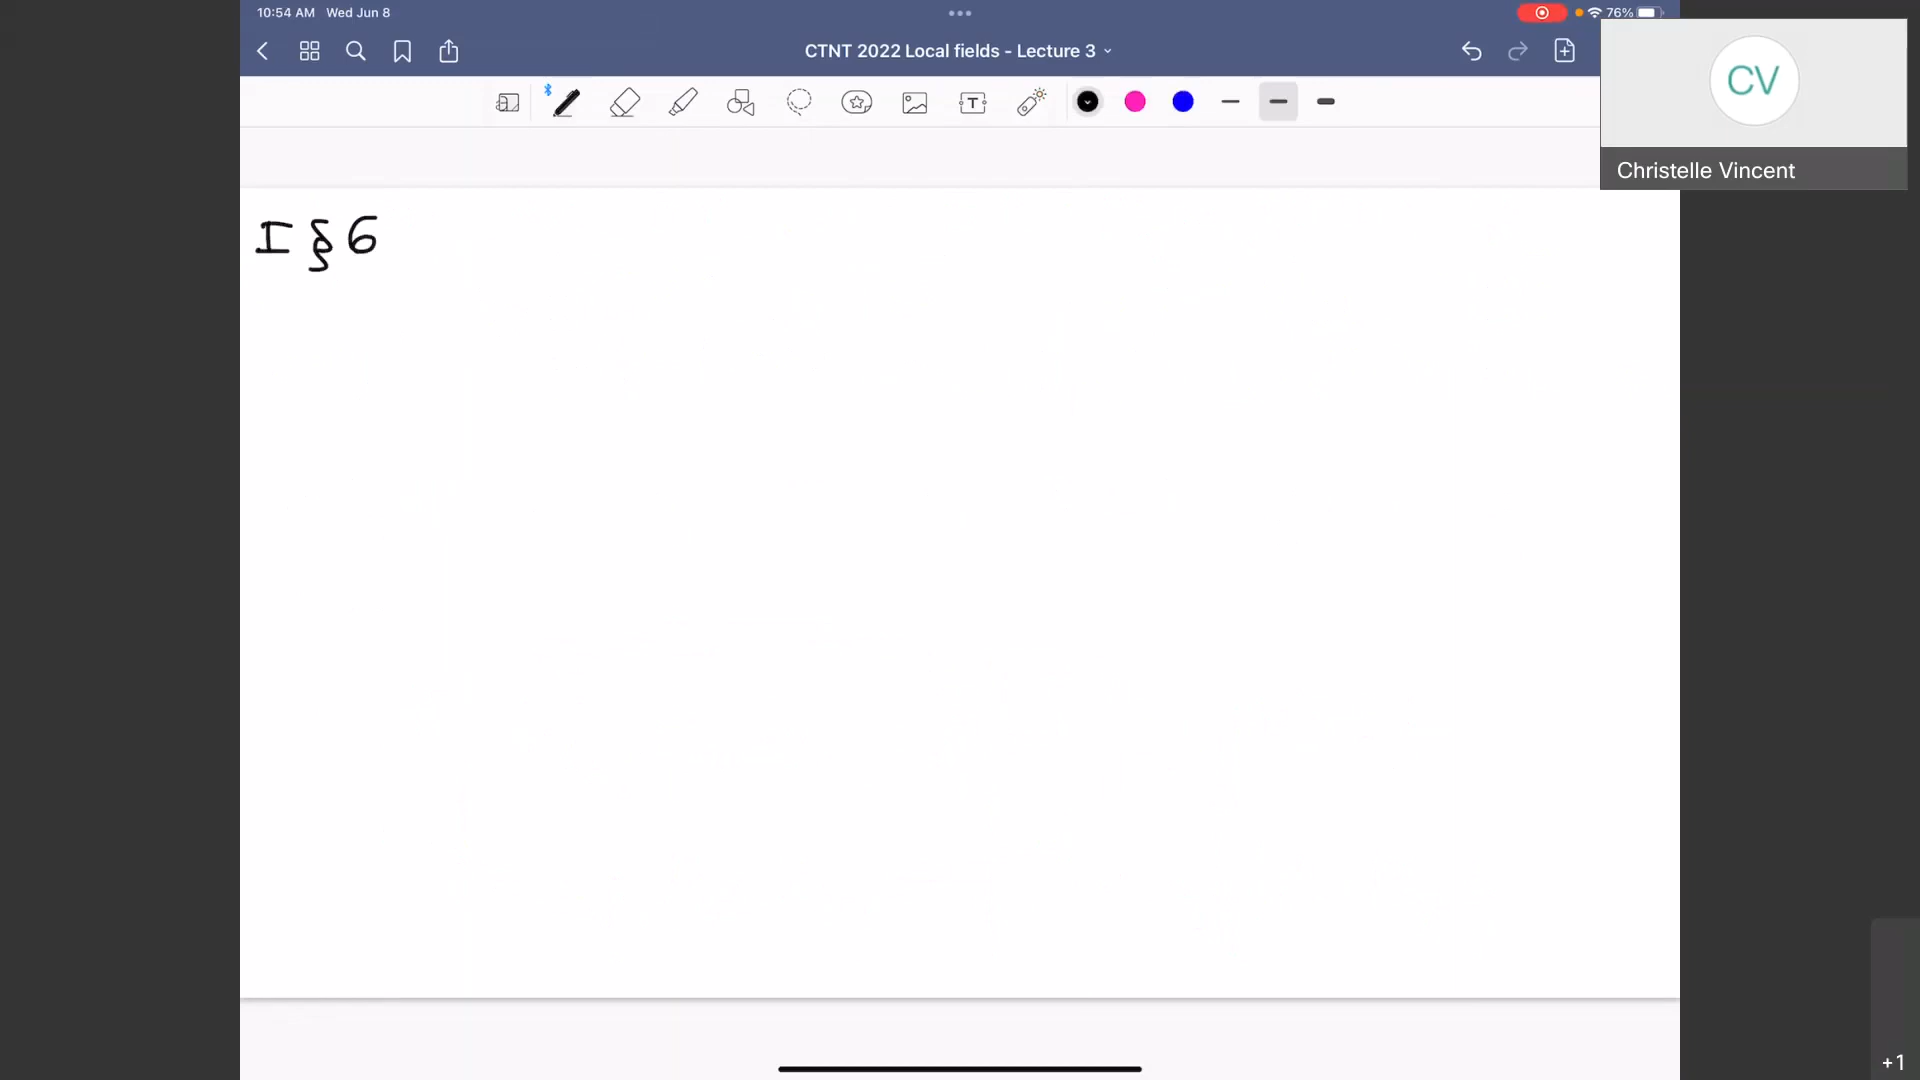 10:54 AM Wed Jun 8
76%
CTNT 2022 Local fields - Lecture 3
T
CV
Christelle Vincent
I § 6
+1